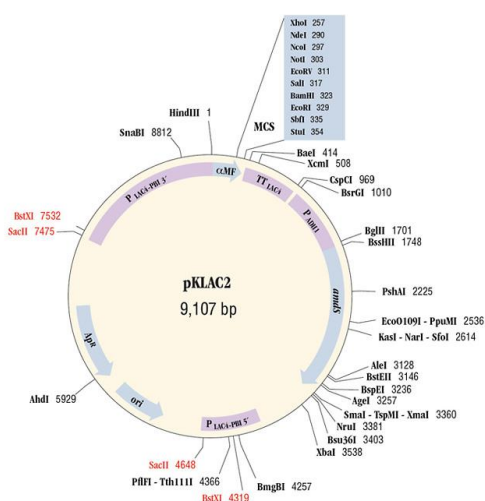 XhoI 257
NdeI 290
NcoI 297
NotI 303
EcoRV 311
SalI 317
BamHI 323
EcoRI 329
SbfI 335
StuI 354
MCS
HindIII 1
SnaBI 8812
αMF
TT LAC4
P LAC4-PBI 3'
P ADH1
BaeI 414
XcmI 508
CspCI 969
BsrGI 1010
BglII 1701
BssHII 1748
amdS
PshAI 2225
EcoO109I - PpuMI 2536
KasI - NarI - SfoI 2614
AleI 3128
BstEII 3146
BspEI 3236
AgeI 3257
SmaI - TspMI - XmaI 3360
NruI 3381
Bsu36I 3403
XbaI 3538
BmgBI 4257
BstXI 4319
PflFI - Tth111I 4366
SacII 4648
P LAC4-PBI 5'
ori
AhdI 5929
ApR
SacII 7475
BstXI 7532
pKLAC2
9,107 bp